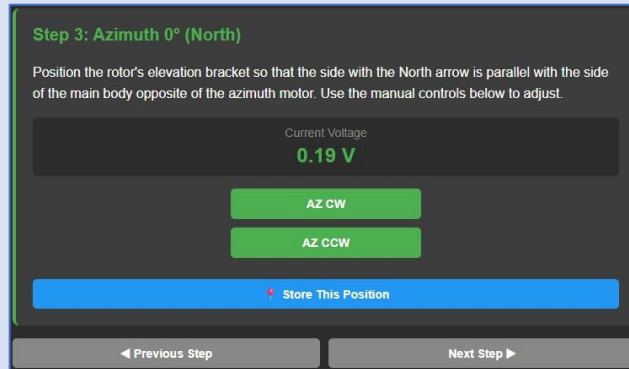 Step 3: Azimuth 0° (North)
Position the rotor's elevation bracket so that the side with the North arrow is parallel with the side
of the main body opposite of the azimuth motor. Use the manual controls below to adjust.
Current Voltage
0.19 V
AZ CW
AZ CCW
📍 Store This Position
◀ Previous Step
Next Step ▶